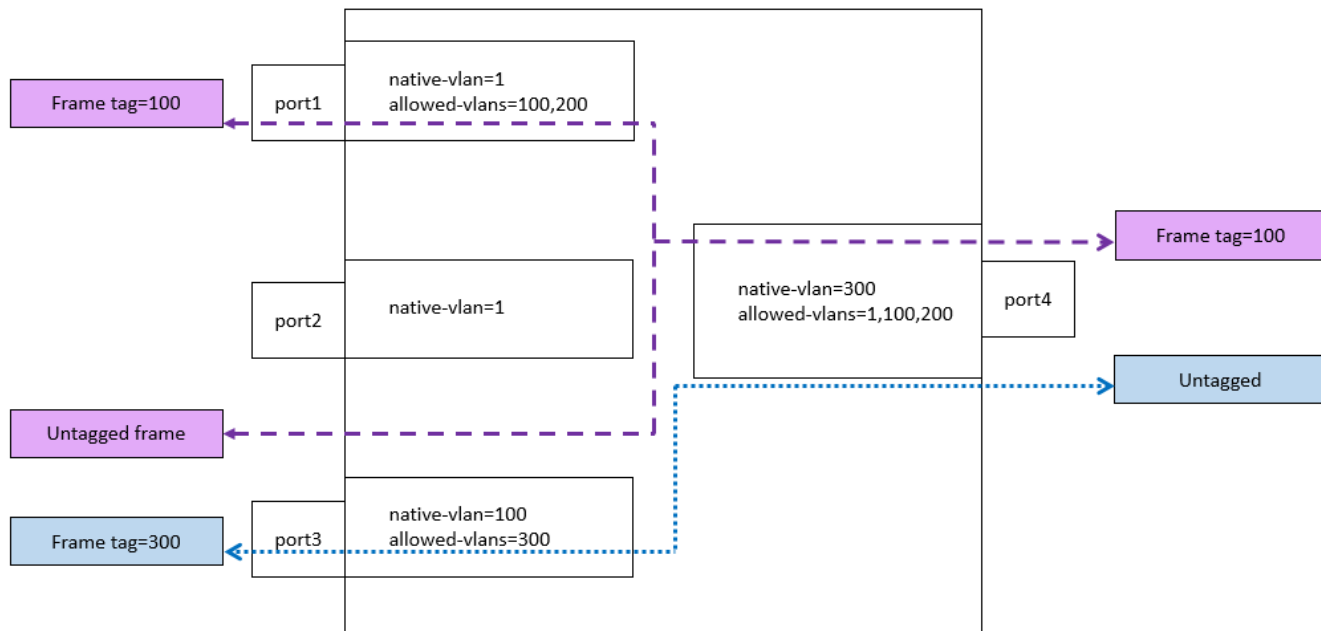 Frame tag=100
port1
native-vlan=1
allowed-vlans=100,200
Frame tag=100
port2
native-vlan=1
native-vlan=300
allowed-vlans=1,100,200
port4
Untagged
Untagged frame
Frame tag=300
port3
native-vlan=100
allowed-vlans=300